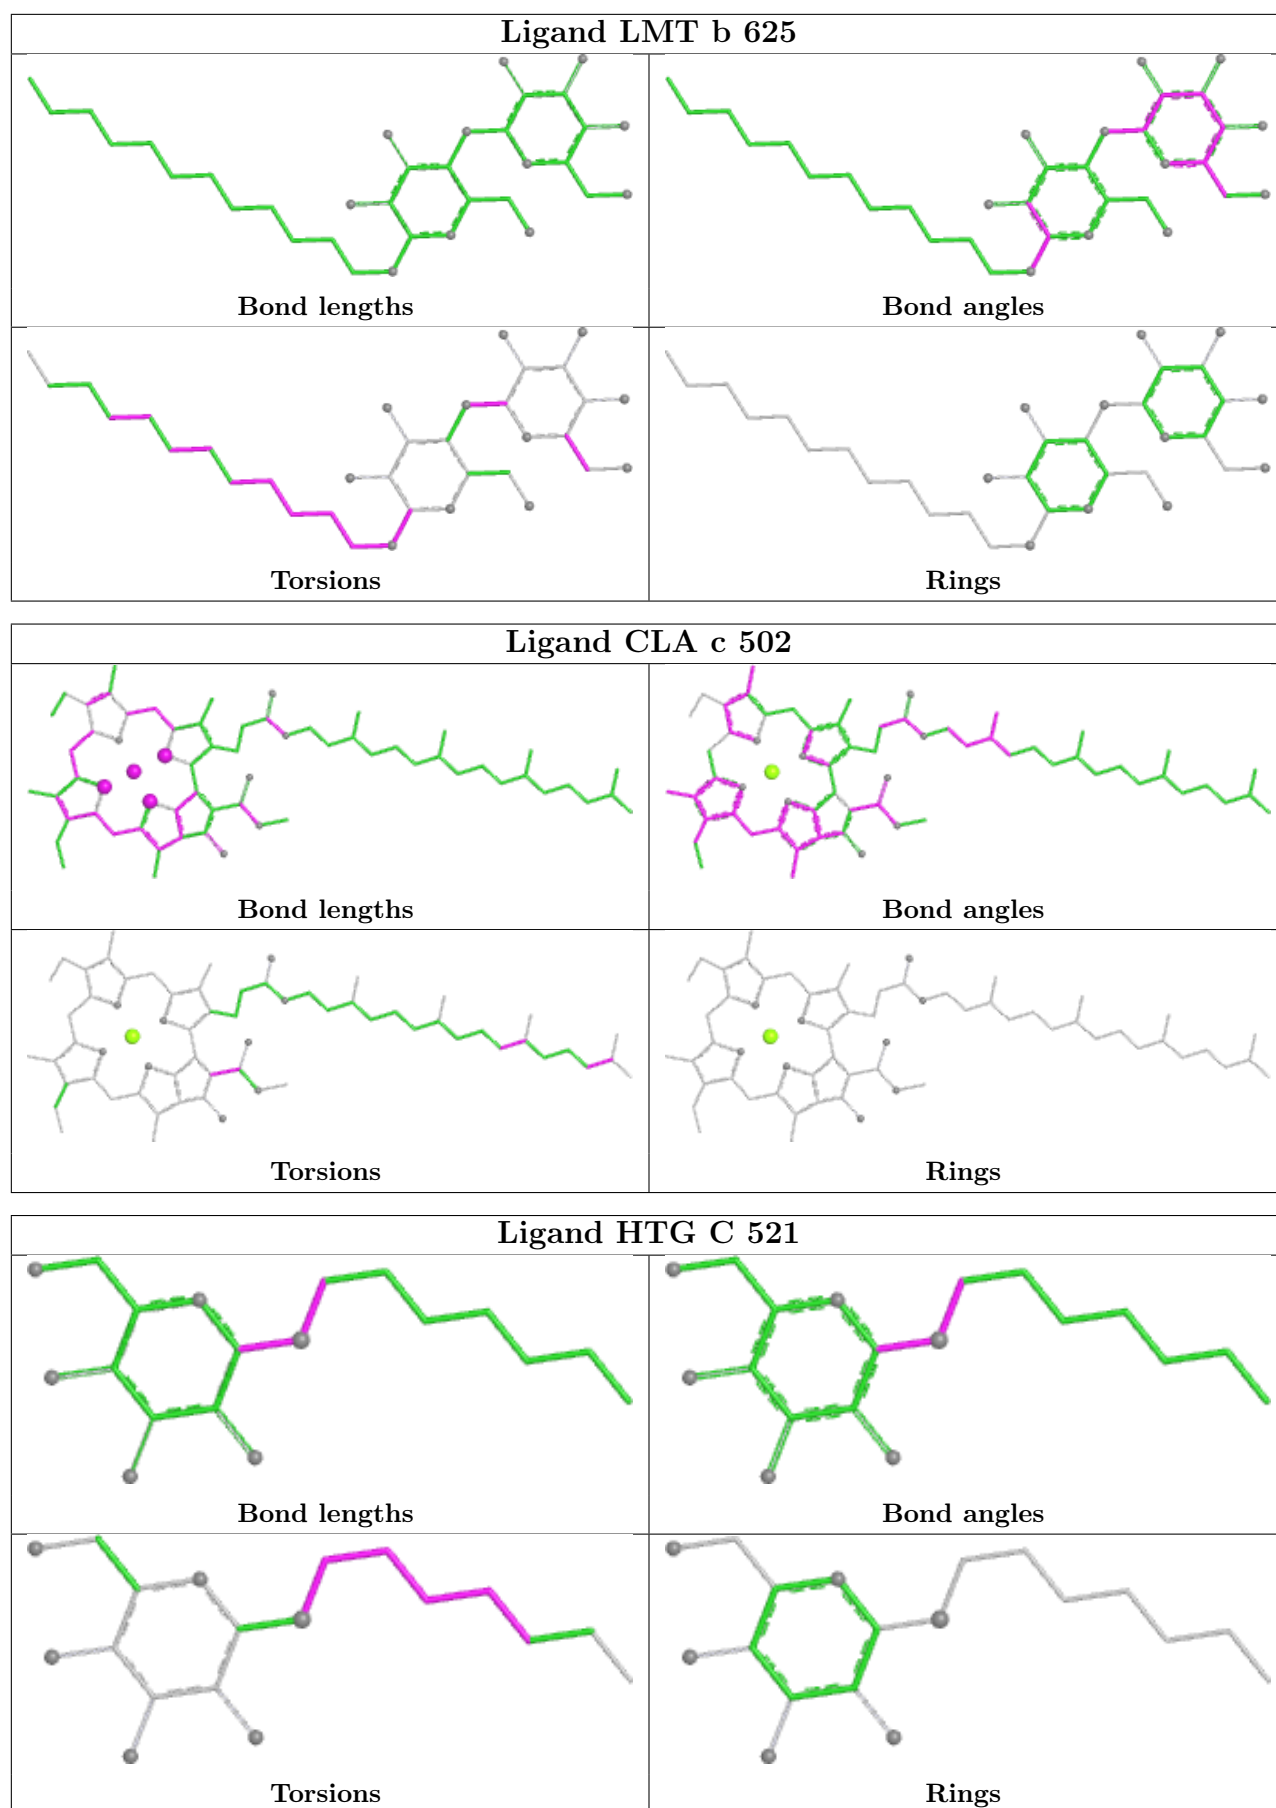 Ligand LMT b 625
Bond lengths
Bond angles
Torsions
Rings
Ligand CLA c 502
Bond lengths
Bond angles
Torsions
Rings
Ligand HTG C 521
Bond lengths
Bond angles
Torsions
Rings